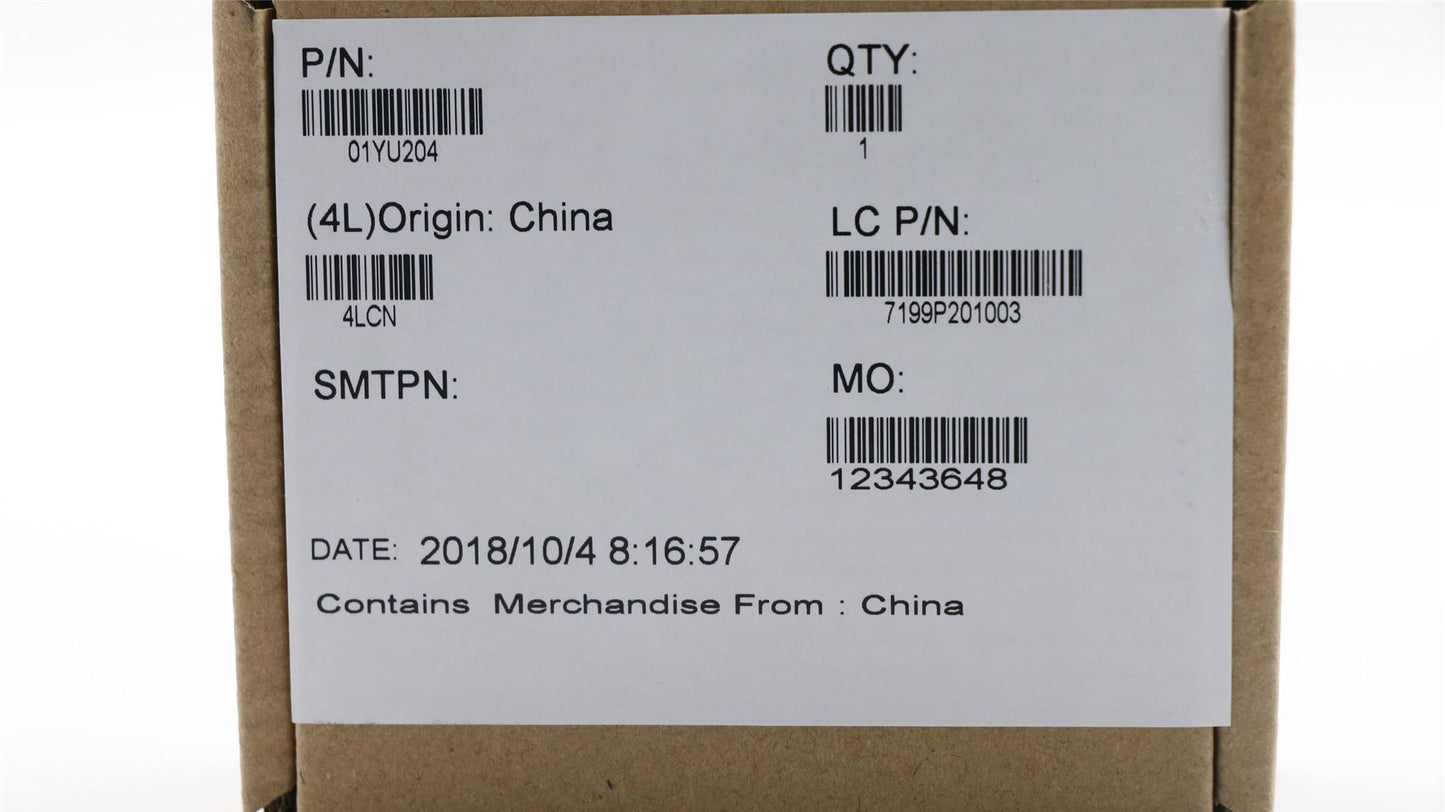 P/N:
01YU204
QTY:
1
(4L)Origin: China
4LCN
LC P/N:
7199P201003
SMTPN:
MO:
12343648
DATE: 2018/10/4 8:16:57
Contains Merchandise From : China